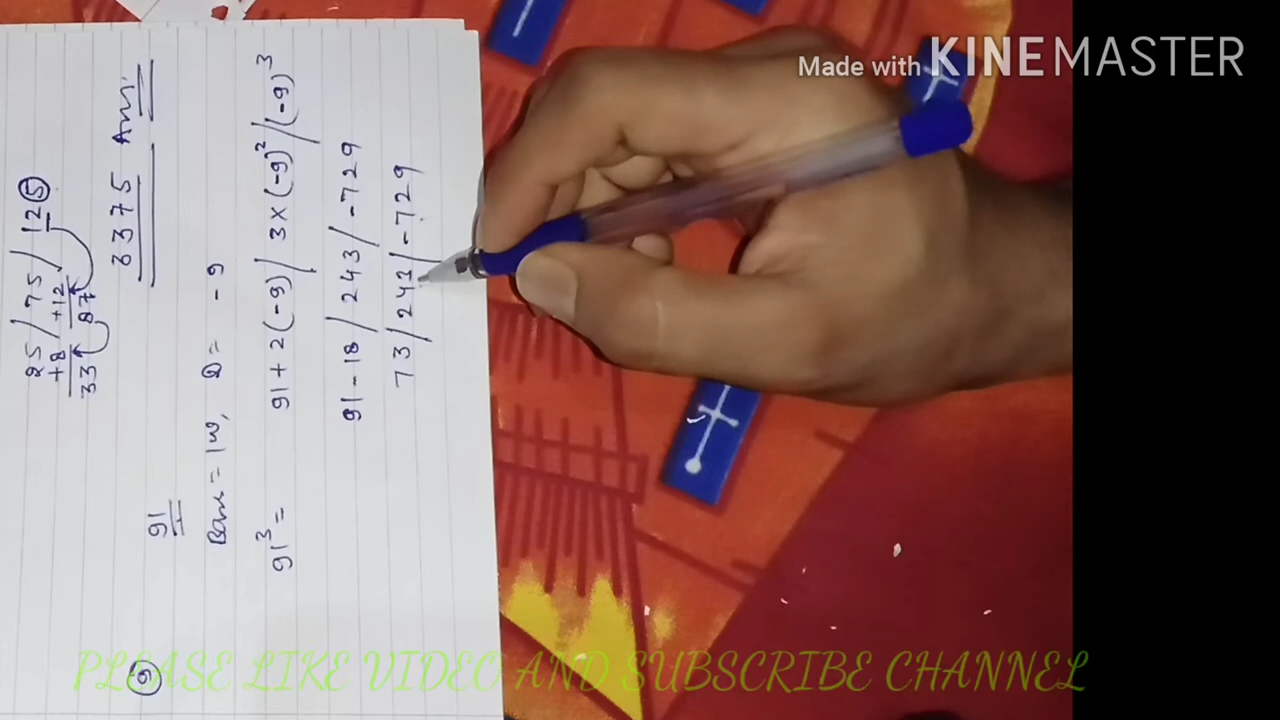 25 / 75 / 125
+8 +12
33 87
3375 Ans:
91
Base = 100, D = -9
91³ = 91 + 2(-9) / 3×(-9)² / (-9)³
91 - 18 / 243 / -729
73 / 243 / -729
Made with KINEMASTER
PLEASE LIKE VIDEO AND SUBSCRIBE CHANNEL